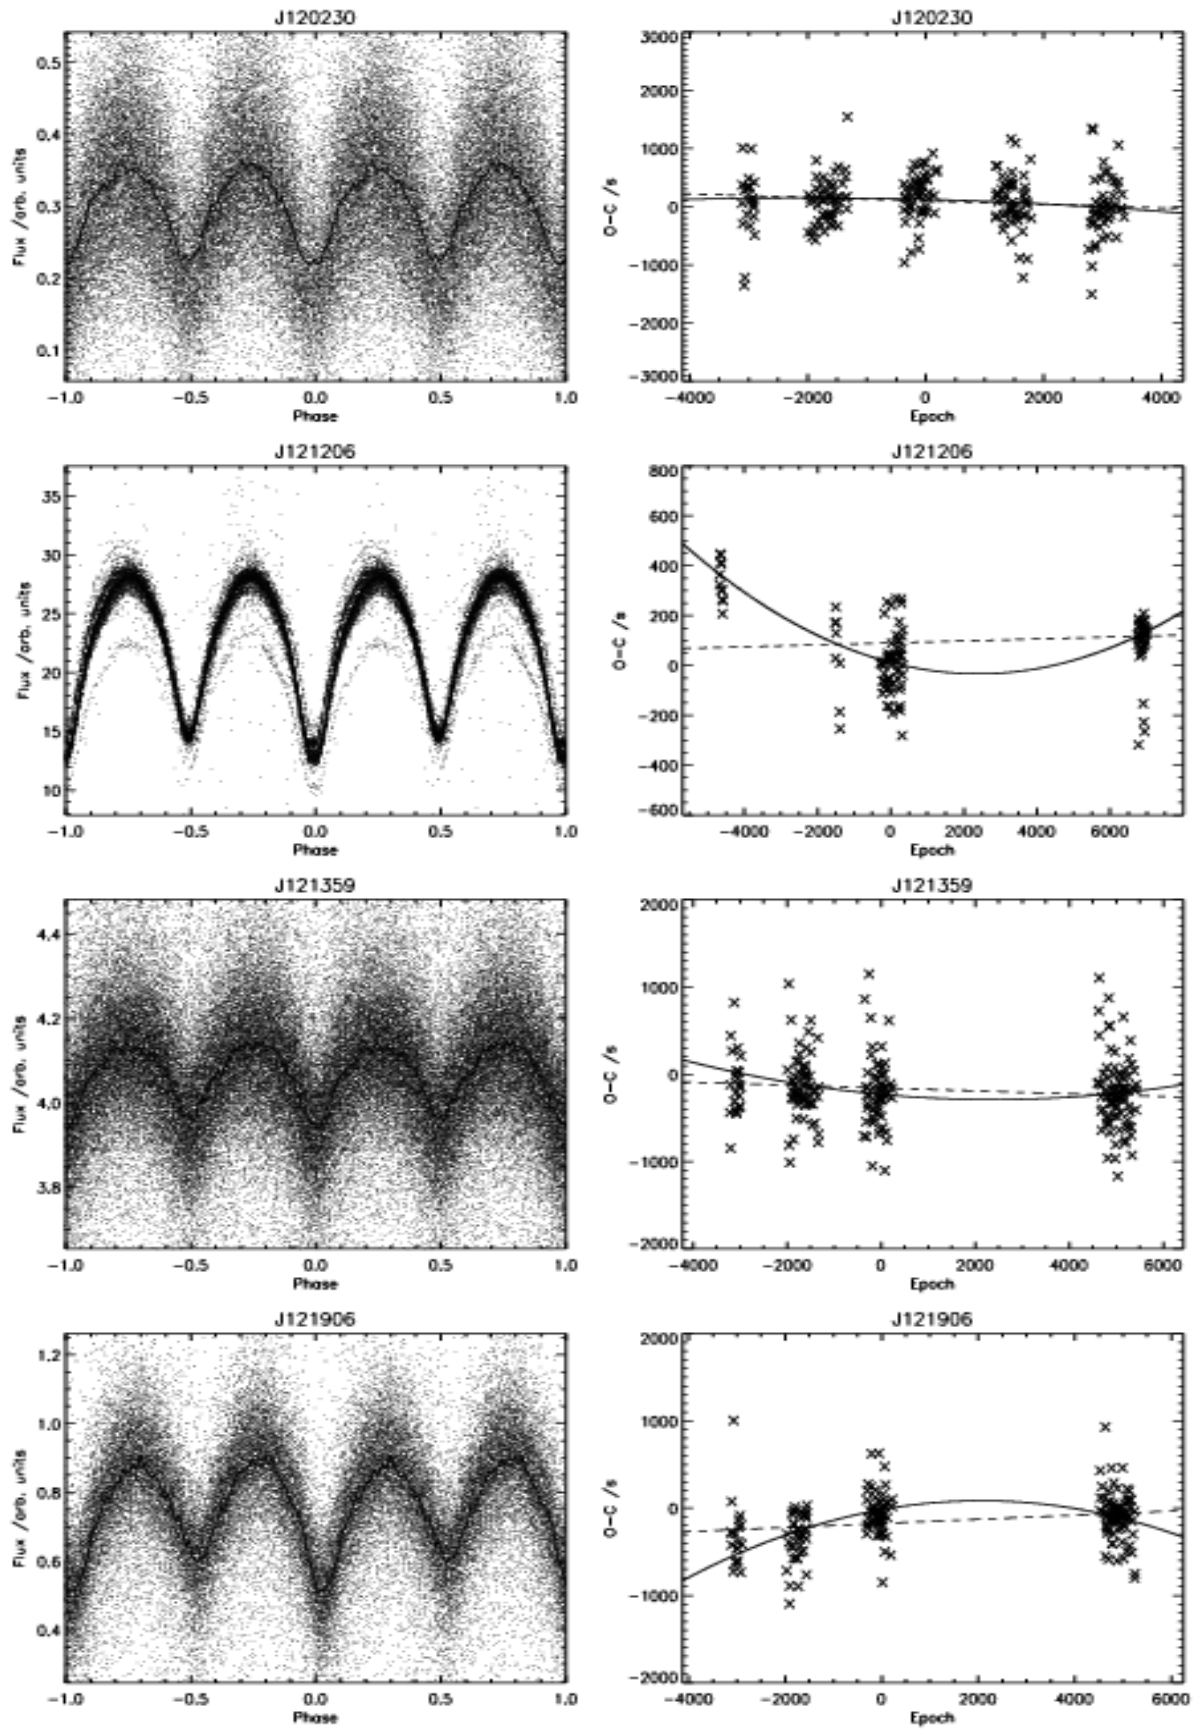 J120230
J120230
0.5
0.4
0.3
0.2
0.1
Flux /arb. units
-1.0 -0.5 0.0 0.5 1.0
Phase
3000
2000
1000
0
-1000
-2000
-3000
O-C /s
-4000 -2000 0 2000 4000
Epoch
J121206
J121206
35
30
25
20
15
10
Flux /arb. units
-1.0 -0.5 0.0 0.5 1.0
Phase
800
600
400
200
0
-200
-400
-600
O-C /s
-4000 -2000 0 2000 4000 6000
Epoch
J121359
J121359
4.4
4.2
4.0
3.8
Flux /arb. units
-1.0 -0.5 0.0 0.5 1.0
Phase
2000
1000
0
-1000
-2000
O-C /s
-4000 -2000 0 2000 4000 6000
Epoch
J121906
J121906
1.2
1.0
0.8
0.6
0.4
Flux /arb. units
-1.0 -0.5 0.0 0.5 1.0
Phase
2000
1000
0
-1000
-2000
O-C /s
-4000 -2000 0 2000 4000 6000
Epoch